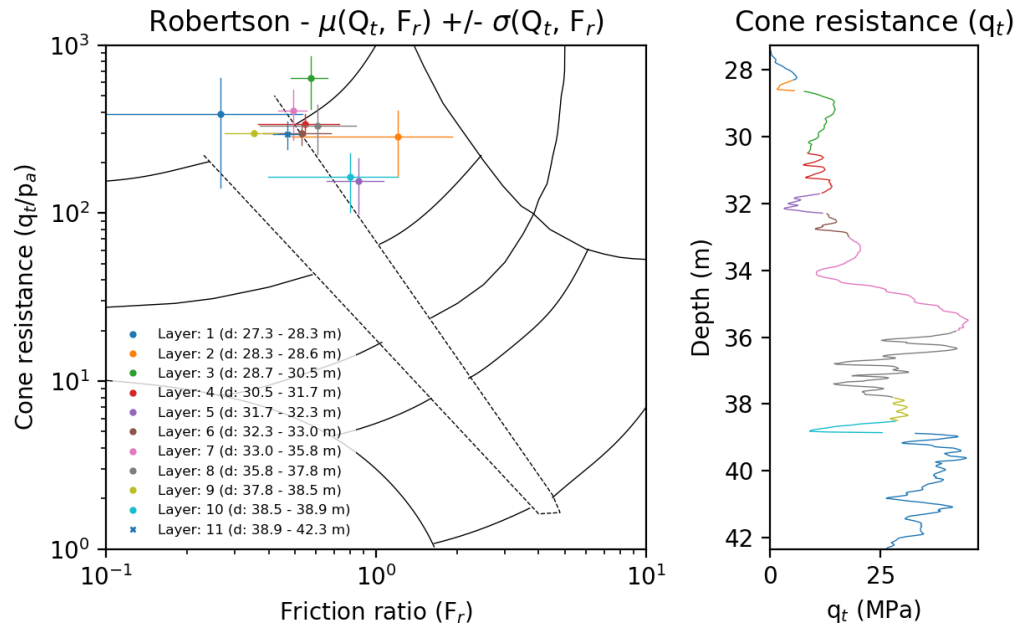 Robertson - μ(Qt, Fr) +/- σ(Qt, Fr)
Cone resistance (qt/pa)
10³
10²
10¹
10⁰
Layer: 1 (d: 27.3 - 28.3 m)
Layer: 2 (d: 28.3 - 28.6 m)
Layer: 3 (d: 28.7 - 30.5 m)
Layer: 4 (d: 30.5 - 31.7 m)
Layer: 5 (d: 31.7 - 32.3 m)
Layer: 6 (d: 32.3 - 33.0 m)
Layer: 7 (d: 33.0 - 35.8 m)
Layer: 8 (d: 35.8 - 37.8 m)
Layer: 9 (d: 37.8 - 38.5 m)
Layer: 10 (d: 38.5 - 38.9 m)
Layer: 11 (d: 38.9 - 42.3 m)
10⁻¹ 10⁰ 10¹
Friction ratio (Fr)
Cone resistance (qt)
Depth (m)
28
30
32
34
36
38
40
42
0 25
qt (MPa)